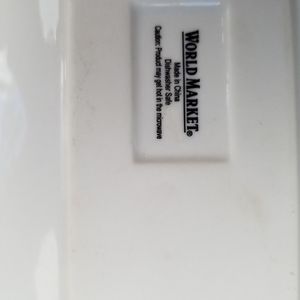 WORLD MARKET®
Made in China
Dishwasher Safe
Caution: Product may get hot in the microwave